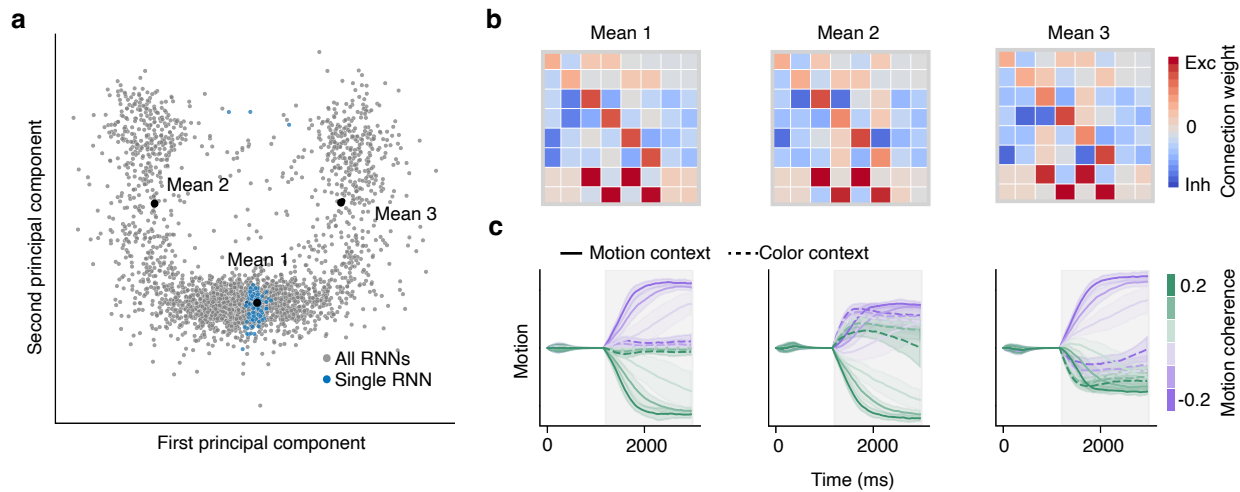 a
Second principal component
First principal component
Mean 2
Mean 3
Mean 1
All RNNs
Single RNN
b
Mean 1
Mean 2
Mean 3
Exc
0
Inh
Connection weight
c
Motion context
Color context
Motion
0
2000
0
2000
0
2000
Time (ms)
0.2
-0.2
Motion coherence